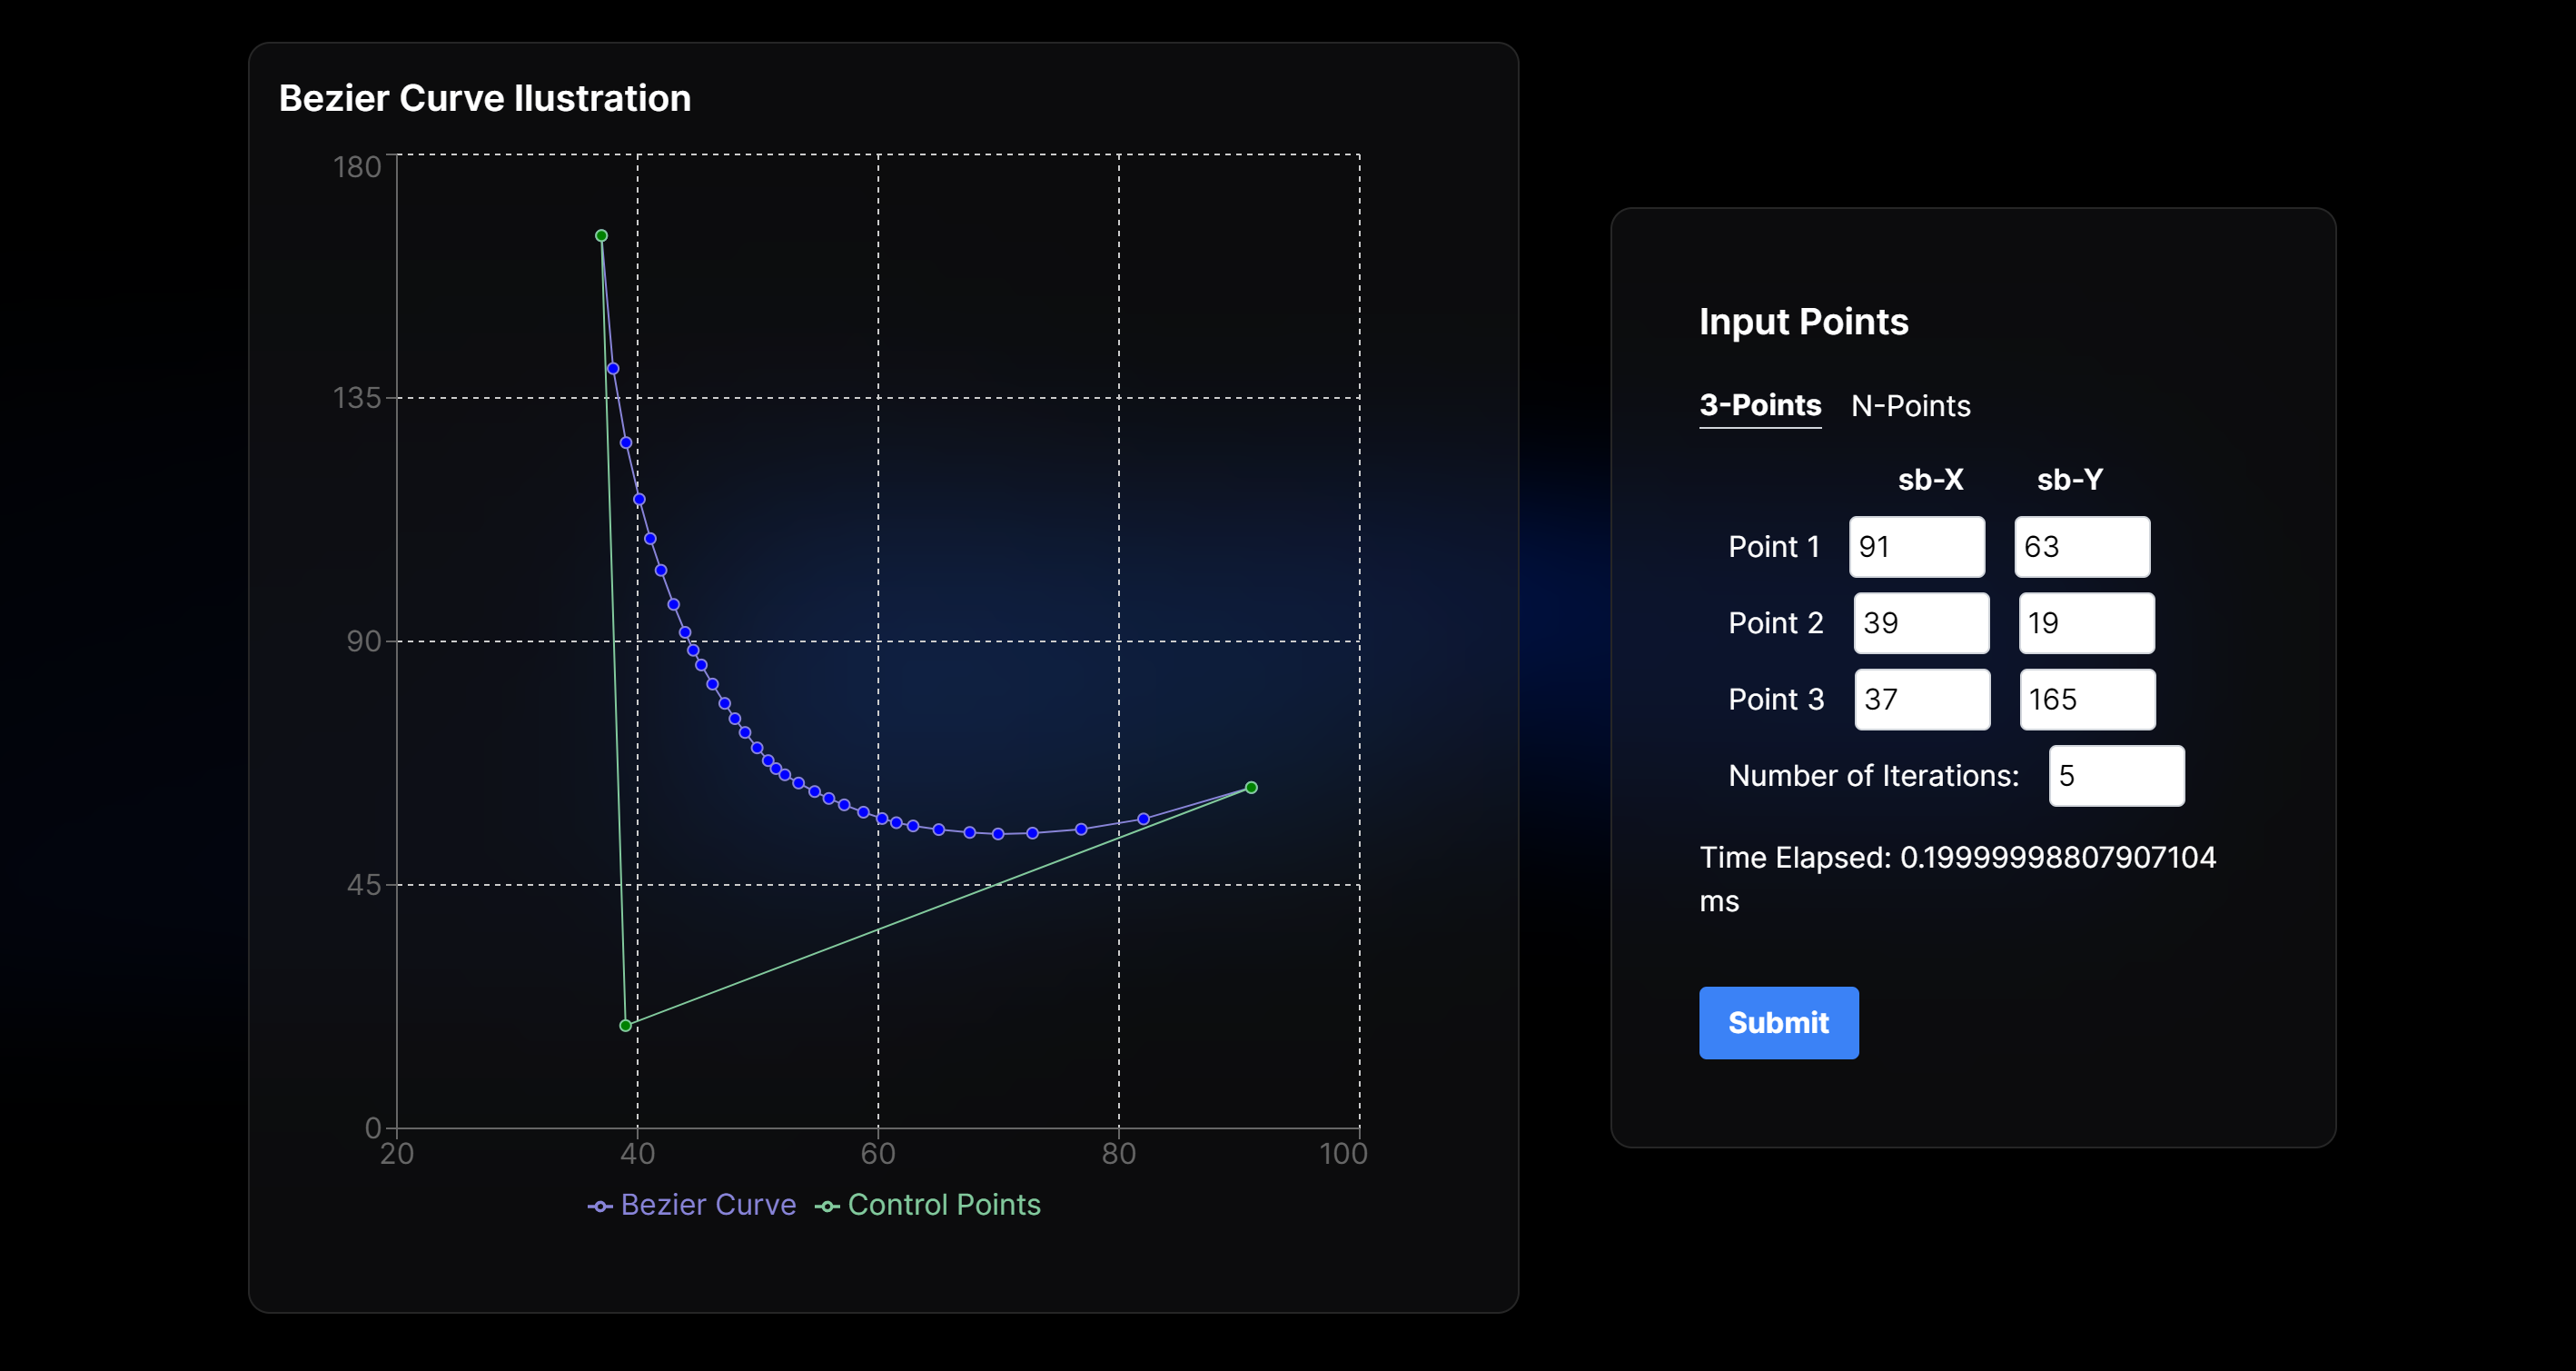 Bezier Curve Ilustration
180
135
90
45
0
20 40 60 80 100
Bezier Curve Control Points
Input Points
3-Points N-Points
sb-X sb-Y
Point 1 91 63
Point 2 39 19
Point 3 37 165
Number of Iterations: 5
Time Elapsed: 0.19999998807907104
ms
Submit